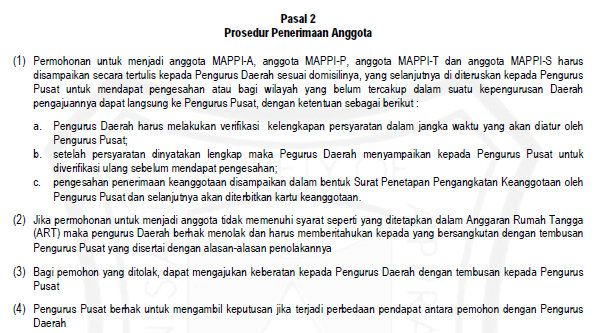 Pasal 2
Prosedur Penerimaan Anggota
(1) Permohonan untuk menjadi anggota MAPPI-A, anggota MAPPI-P, anggota MAPPI-T dan anggota MAPPI-S harus
disampaikan secara tertulis kepada Pengurus Daerah sesuai domisilinya, yang selanjutnya di diteruskan kepada Pengurus
Pusat untuk mendapat pengesahan atau bagi wilayah yang belum tercakup dalam suatu kepengurusan Daerah
pengajuannya dapat langsung ke Pengurus Pusat, dengan ketentuan sebagai berikut :
a. Pengurus Daerah harus melakukan verifikasi kelengkapan persyaratan dalam jangka waktu yang akan diatur oleh
Pengurus Pusat;
b. setelah persyaratan dinyatakan lengkap maka Pegurus Daerah menyampaikan kepada Pengurus Pusat untuk
diverifikasi ulang sebelum mendapat pengesahan;
c. pengesahan penerimaan keanggotaan disampaikan dalam bentuk Surat Penetapan Pengangkatan Keanggotaan oleh
Pengurus Pusat dan selanjutnya akan diterbitkan kartu keanggotaan.
(2) Jika permohonan untuk menjadi anggota tidak memenuhi syarat seperti yang ditetapkan dalam Anggaran Rumah Tangga
(ART) maka pengurus Daerah berhak menolak dan harus memberitahukan kepada yang bersangkutan dengan tembusan
Pengurus Pusat yang disertai dengan alasan-alasan penolakannya
(3) Bagi pemohon yang ditolak, dapat mengajukan keberatan kepada Pengurus Daerah dengan tembusan kepada Pengurus
Pusat
(4) Pengurus Pusat berhak untuk mengambil keputusan jika terjadi perbedaan pendapat antara pemohon dengan Pengurus
Daerah